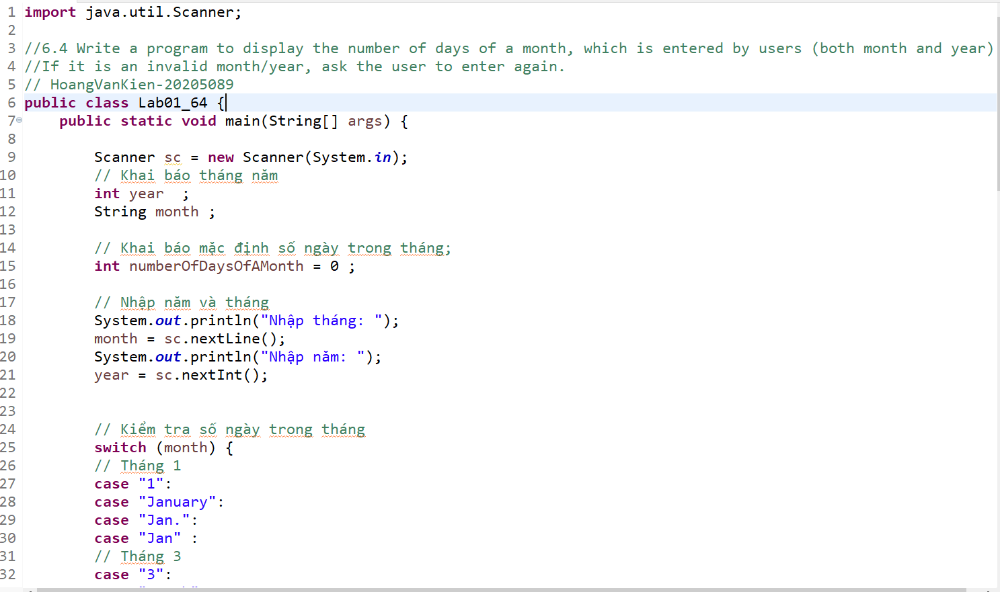 1 import java.util.Scanner;
2
3 //6.4 Write a program to display the number of days of a month, which is entered by users (both month and year)
4 //If it is an invalid month/year, ask the user to enter again.
5 // HoangVanKien-20205089
6 public class Lab01_64 {
7 public static void main(String[] args) {
8
9 Scanner sc = new Scanner(System.in);
10 // Khai báo tháng năm
11 int year  ;
12 String month ;
13
14 // Khai báo mặc định số ngày trong tháng;
15 int numberOfDaysOfAMonth = 0 ;
16
17 // Nhập năm và tháng
18 System.out.println("Nhập tháng: ");
19 month = sc.nextLine();
20 System.out.println("Nhập năm: ");
21 year = sc.nextInt();
22
23
24 // Kiểm tra số ngày trong tháng
25 switch (month) {
26 // Tháng 1
27 case "1":
28 case "January":
29 case "Jan.":
30 case "Jan" :
31 // Tháng 3
32 case "3":